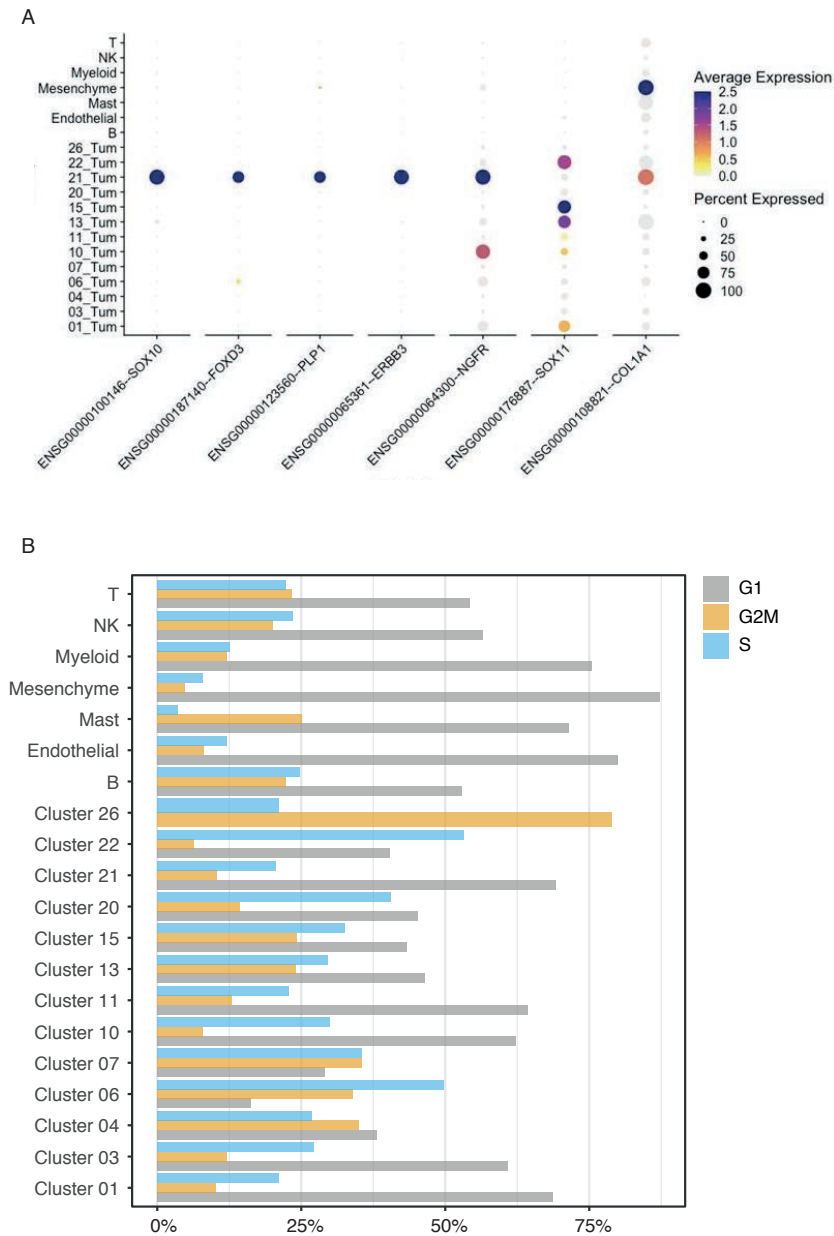 A
T
NK
Myeloid
Mesenchyme
Mast
Endothelial
B
26_Tum
22_Tum
21_Tum
20_Tum
15_Tum
13_Tum
11_Tum
10_Tum
07_Tum
06_Tum
04_Tum
03_Tum
01_Tum
ENSG00000100146--SOX10
ENSG00000187140--FOXD3
ENSG00000123560--PLP1
ENSG00000065361--ERBB3
ENSG00000064300--NGFR
ENSG00000176887--SOX11
ENSG00000108821--COL1A1
Average Expression
2.5
2.0
1.5
1.0
0.5
0.0
Percent Expressed
0
25
50
75
100
B
T
NK
Myeloid
Mesenchyme
Mast
Endothelial
B
Cluster 26
Cluster 22
Cluster 21
Cluster 20
Cluster 15
Cluster 13
Cluster 11
Cluster 10
Cluster 07
Cluster 06
Cluster 04
Cluster 03
Cluster 01
0% 25% 50% 75%
G1
G2M
S